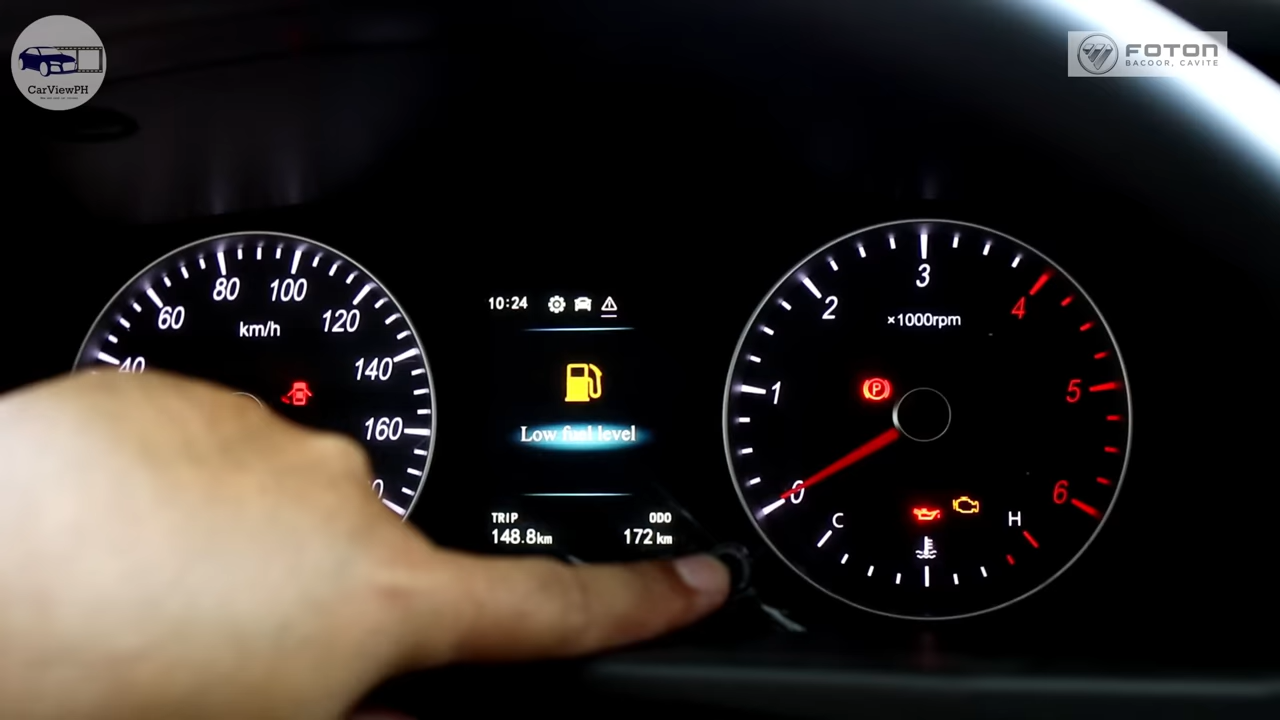 CarViewPH
FOTON
BACOOR, CAVITE
40
60
80
100
120
140
160
km/h
10:24
Low fuel level
TRIP
148.8km
ODO
172 km
0
1
2
3
4
5
6
×1000rpm
P
C
H